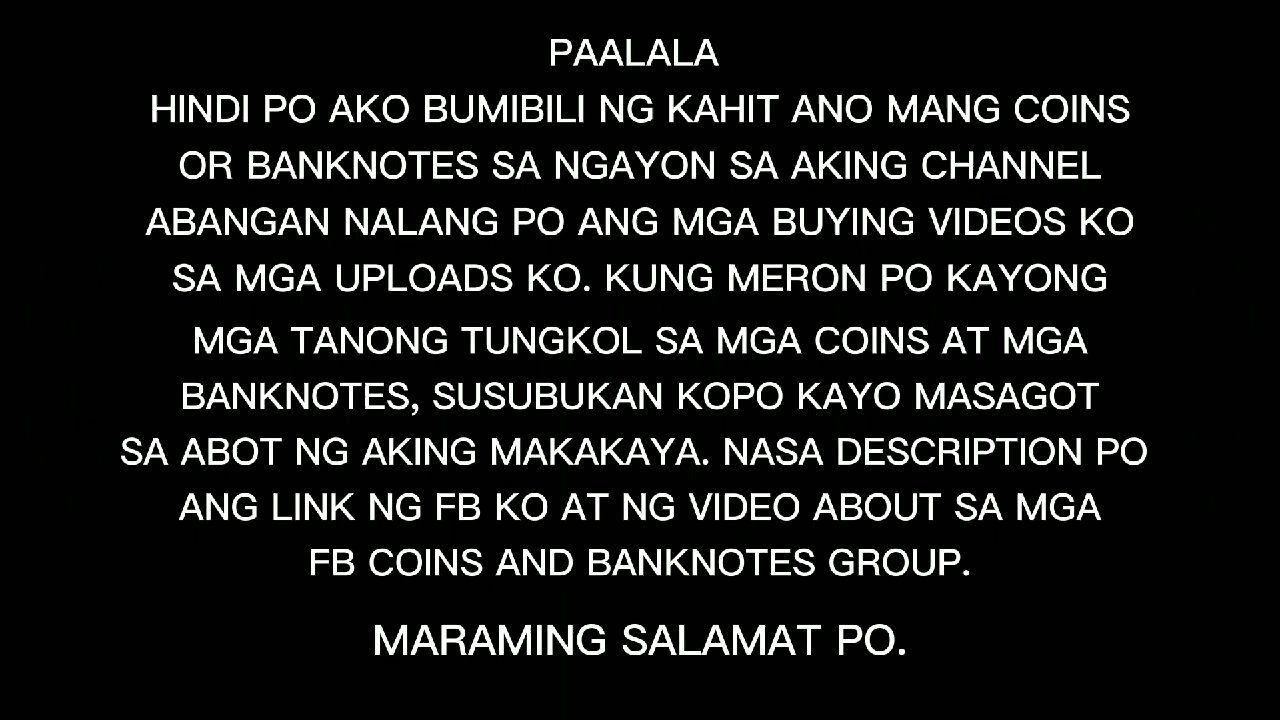 PAALALA
HINDI PO AKO BUMIBILI NG KAHIT ANO MANG COINS
OR BANKNOTES SA NGAYON SA AKING CHANNEL
ABANGAN NALANG PO ANG MGA BUYING VIDEOS KO
SA MGA UPLOADS KO. KUNG MERON PO KAYONG
MGA TANONG TUNGKOL SA MGA COINS AT MGA
BANKNOTES, SUSUBUKAN KOPO KAYO MASAGOT
SA ABOT NG AKING MAKAKAYA. NASA DESCRIPTION PO
ANG LINK NG FB KO AT NG VIDEO ABOUT SA MGA
FB COINS AND BANKNOTES GROUP.
MARAMING SALAMAT PO.